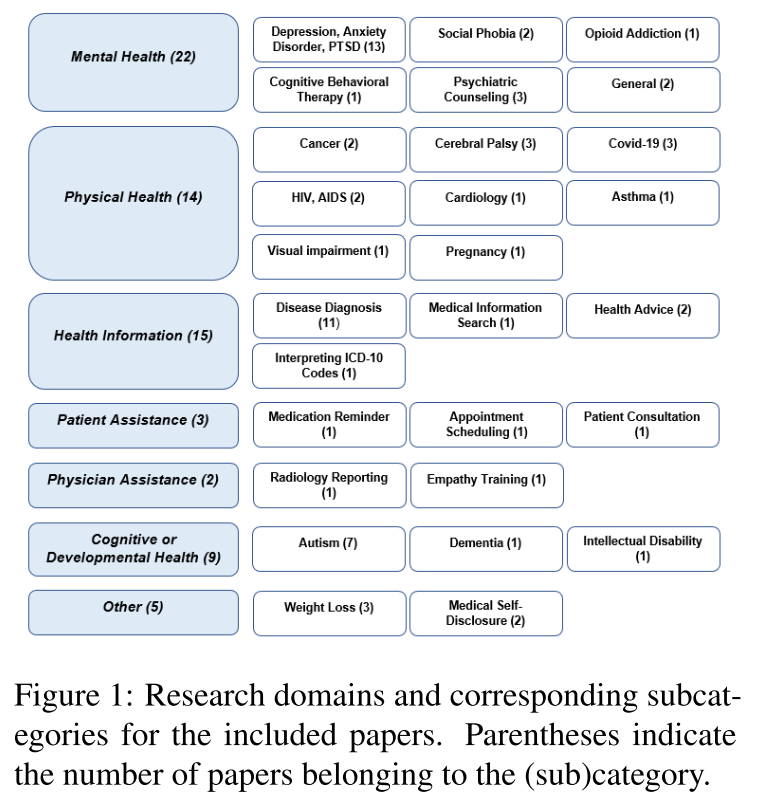 Mental Health (22)
Depression, Anxiety
Disorder, PTSD (13)
Social Phobia (2)
Opioid Addiction (1)
Cognitive Behavioral
Therapy (1)
Psychiatric
Counseling (3)
General (2)
Physical Health (14)
Cancer (2)
Cerebral Palsy (3)
Covid-19 (3)
HIV, AIDS (2)
Cardiology (1)
Asthma (1)
Visual impairment (1)
Pregnancy (1)
Health Information (15)
Disease Diagnosis
(11)
Medical Information
Search (1)
Health Advice (2)
Interpreting ICD-10
Codes (1)
Patient Assistance (3)
Medication Reminder
(1)
Appointment
Scheduling (1)
Patient Consultation
(1)
Physician Assistance (2)
Radiology Reporting
(1)
Empathy Training (1)
Cognitive or
Developmental Health (9)
Autism (7)
Dementia (1)
Intellectual Disability
(1)
Other (5)
Weight Loss (3)
Medical Self-
Disclosure (2)
Figure 1: Research domains and corresponding subcat-
egories for the included papers. Parentheses indicate
the number of papers belonging to the (sub)category.